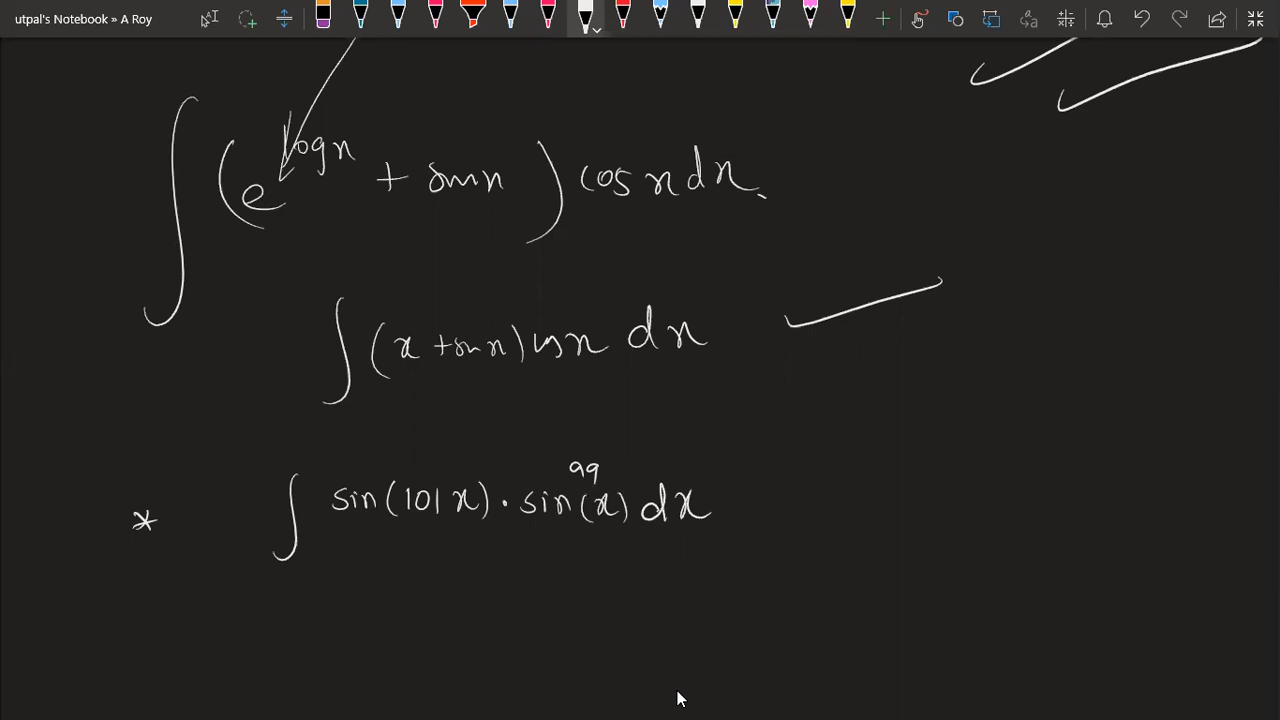 utpal's Notebook » A Roy
∫ (e^{log x} + sin x) cos x dx.
∫ (x + sin x) cos x dx
* ∫ sin(101x) · sin^{99}(x) dx